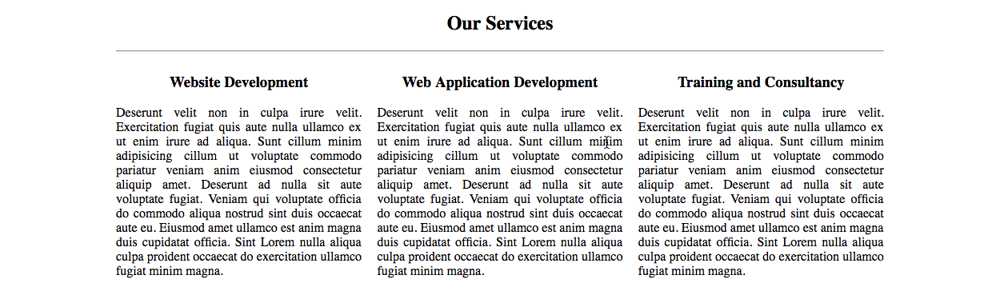 Our Services
Website Development
Deserunt velit non in culpa irure velit.
Exercitation fugiat quis aute nulla ullamco ex
ut enim irure ad aliqua. Sunt cillum minim
adipisicing cillum ut voluptate commodo
pariatur veniam anim eiusmod consectetur
aliquip amet. Deserunt ad nulla sit aute
voluptate fugiat. Veniam qui voluptate officia
do commodo aliqua nostrud sint duis occaecat
aute eu. Eiusmod amet ullamco est anim magna
duis cupidatat officia. Sint Lorem nulla aliqua
culpa proident occaecat do exercitation ullamco
fugiat minim magna.
Web Application Development
Deserunt velit non in culpa irure velit.
Exercitation fugiat quis aute nulla ullamco ex
ut enim irure ad aliqua. Sunt cillum minim
adipisicing cillum ut voluptate commodo
pariatur veniam anim eiusmod consectetur
aliquip amet. Deserunt ad nulla sit aute
voluptate fugiat. Veniam qui voluptate officia
do commodo aliqua nostrud sint duis occaecat
aute eu. Eiusmod amet ullamco est anim magna
duis cupidatat officia. Sint Lorem nulla aliqua
culpa proident occaecat do exercitation ullamco
fugiat minim magna.
Training and Consultancy
Deserunt velit non in culpa irure velit.
Exercitation fugiat quis aute nulla ullamco ex
ut enim irure ad aliqua. Sunt cillum minim
adipisicing cillum ut voluptate commodo
pariatur veniam anim eiusmod consectetur
aliquip amet. Deserunt ad nulla sit aute
voluptate fugiat. Veniam qui voluptate officia
do commodo aliqua nostrud sint duis occaecat
aute eu. Eiusmod amet ullamco est anim magna
duis cupidatat officia. Sint Lorem nulla aliqua
culpa proident occaecat do exercitation ullamco
fugiat minim magna.